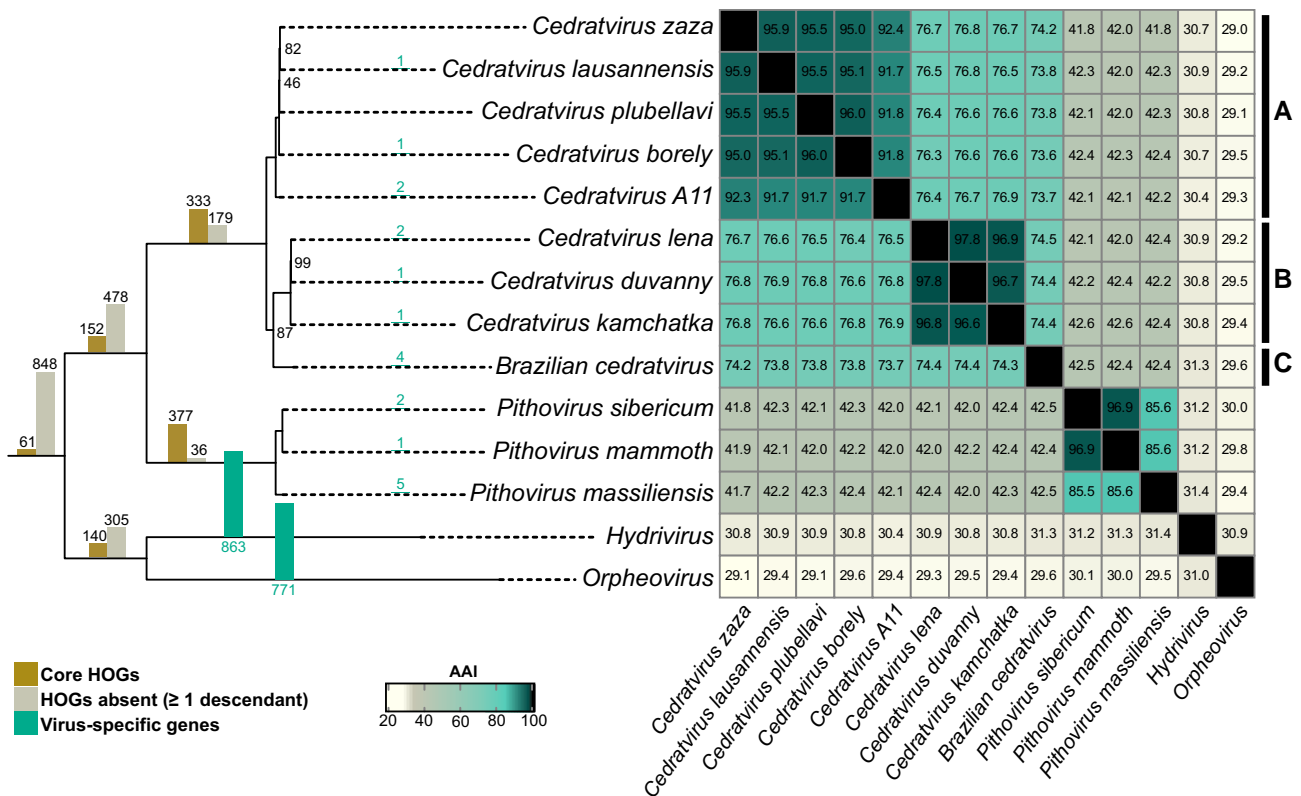 Cedratvirus zaza 95.9 95.5 95.0 92.4 76.7 76.8 76.7 74.2 41.8 42.0 41.8 30.7 29.0
82
1 Cedratvirus lausannensis 95.9 95.5 95.1 91.7 76.5 76.8 76.5 73.8 42.3 42.0 42.3 30.9 29.2
46
Cedratvirus plubellavi 95.5 95.5 96.0 91.8 76.4 76.6 76.6 73.8 42.1 42.0 42.3 30.8 29.1
A
1 Cedratvirus borely 95.0 95.1 96.0 91.8 76.3 76.6 76.6 73.6 42.4 42.3 42.4 30.7 29.5
2 Cedratvirus A11 92.3 91.7 91.7 91.7 76.4 76.7 76.9 73.7 42.1 42.1 42.2 30.4 29.3
333
179
2 Cedratvirus lena 76.7 76.6 76.5 76.4 76.5 97.8 96.9 74.5 42.1 42.0 42.4 30.9 29.2
99
1 Cedratvirus duvanny 76.8 76.9 76.8 76.6 76.8 97.8 96.7 74.4 42.2 42.4 42.2 30.8 29.5
B
478
152
1 Cedratvirus kamchatka 76.8 76.6 76.6 76.8 76.9 96.8 96.6 74.4 42.6 42.6 42.4 30.8 29.4
87
848
4 Brazilian cedratvirus 74.2 73.8 73.8 73.8 73.7 74.4 74.4 74.3 42.5 42.4 42.4 31.3 29.6
C
2 Pithovirus sibericum 41.8 42.3 42.1 42.3 42.0 42.1 42.0 42.4 42.5 96.9 85.6 31.2 30.0
377
61
36
1 Pithovirus mammoth 41.9 42.1 42.0 42.2 42.0 42.0 42.2 42.4 42.4 96.9 85.6 31.2 29.8
5 Pithovirus massiliensis 41.7 42.2 42.3 42.4 42.1 42.4 42.0 42.3 42.5 85.5 85.6 31.4 29.4
305
140
Hydrivirus 30.8 30.9 30.9 30.8 30.4 30.9 30.8 30.8 31.3 31.2 31.3 31.4 30.9
863
Orpheovirus 29.1 29.4 29.1 29.6 29.4 29.3 29.5 29.4 29.6 30.1 30.0 29.5 31.0
771
Cedratvirus zaza
Cedratvirus lausannensis
Cedratvirus plubellavi
Cedratvirus borely
Cedratvirus A11
Cedratvirus lena
Cedratvirus duvanny
Cedratvirus kamchatka
Brazilian cedratvirus
Pithovirus sibericum
Pithovirus mammoth
Pithovirus massiliensis
Hydrivirus
Orpheovirus
Core HOGs
HOGs absent (≥ 1 descendant)
Virus-specific genes
AAI
20 40 60 80 100